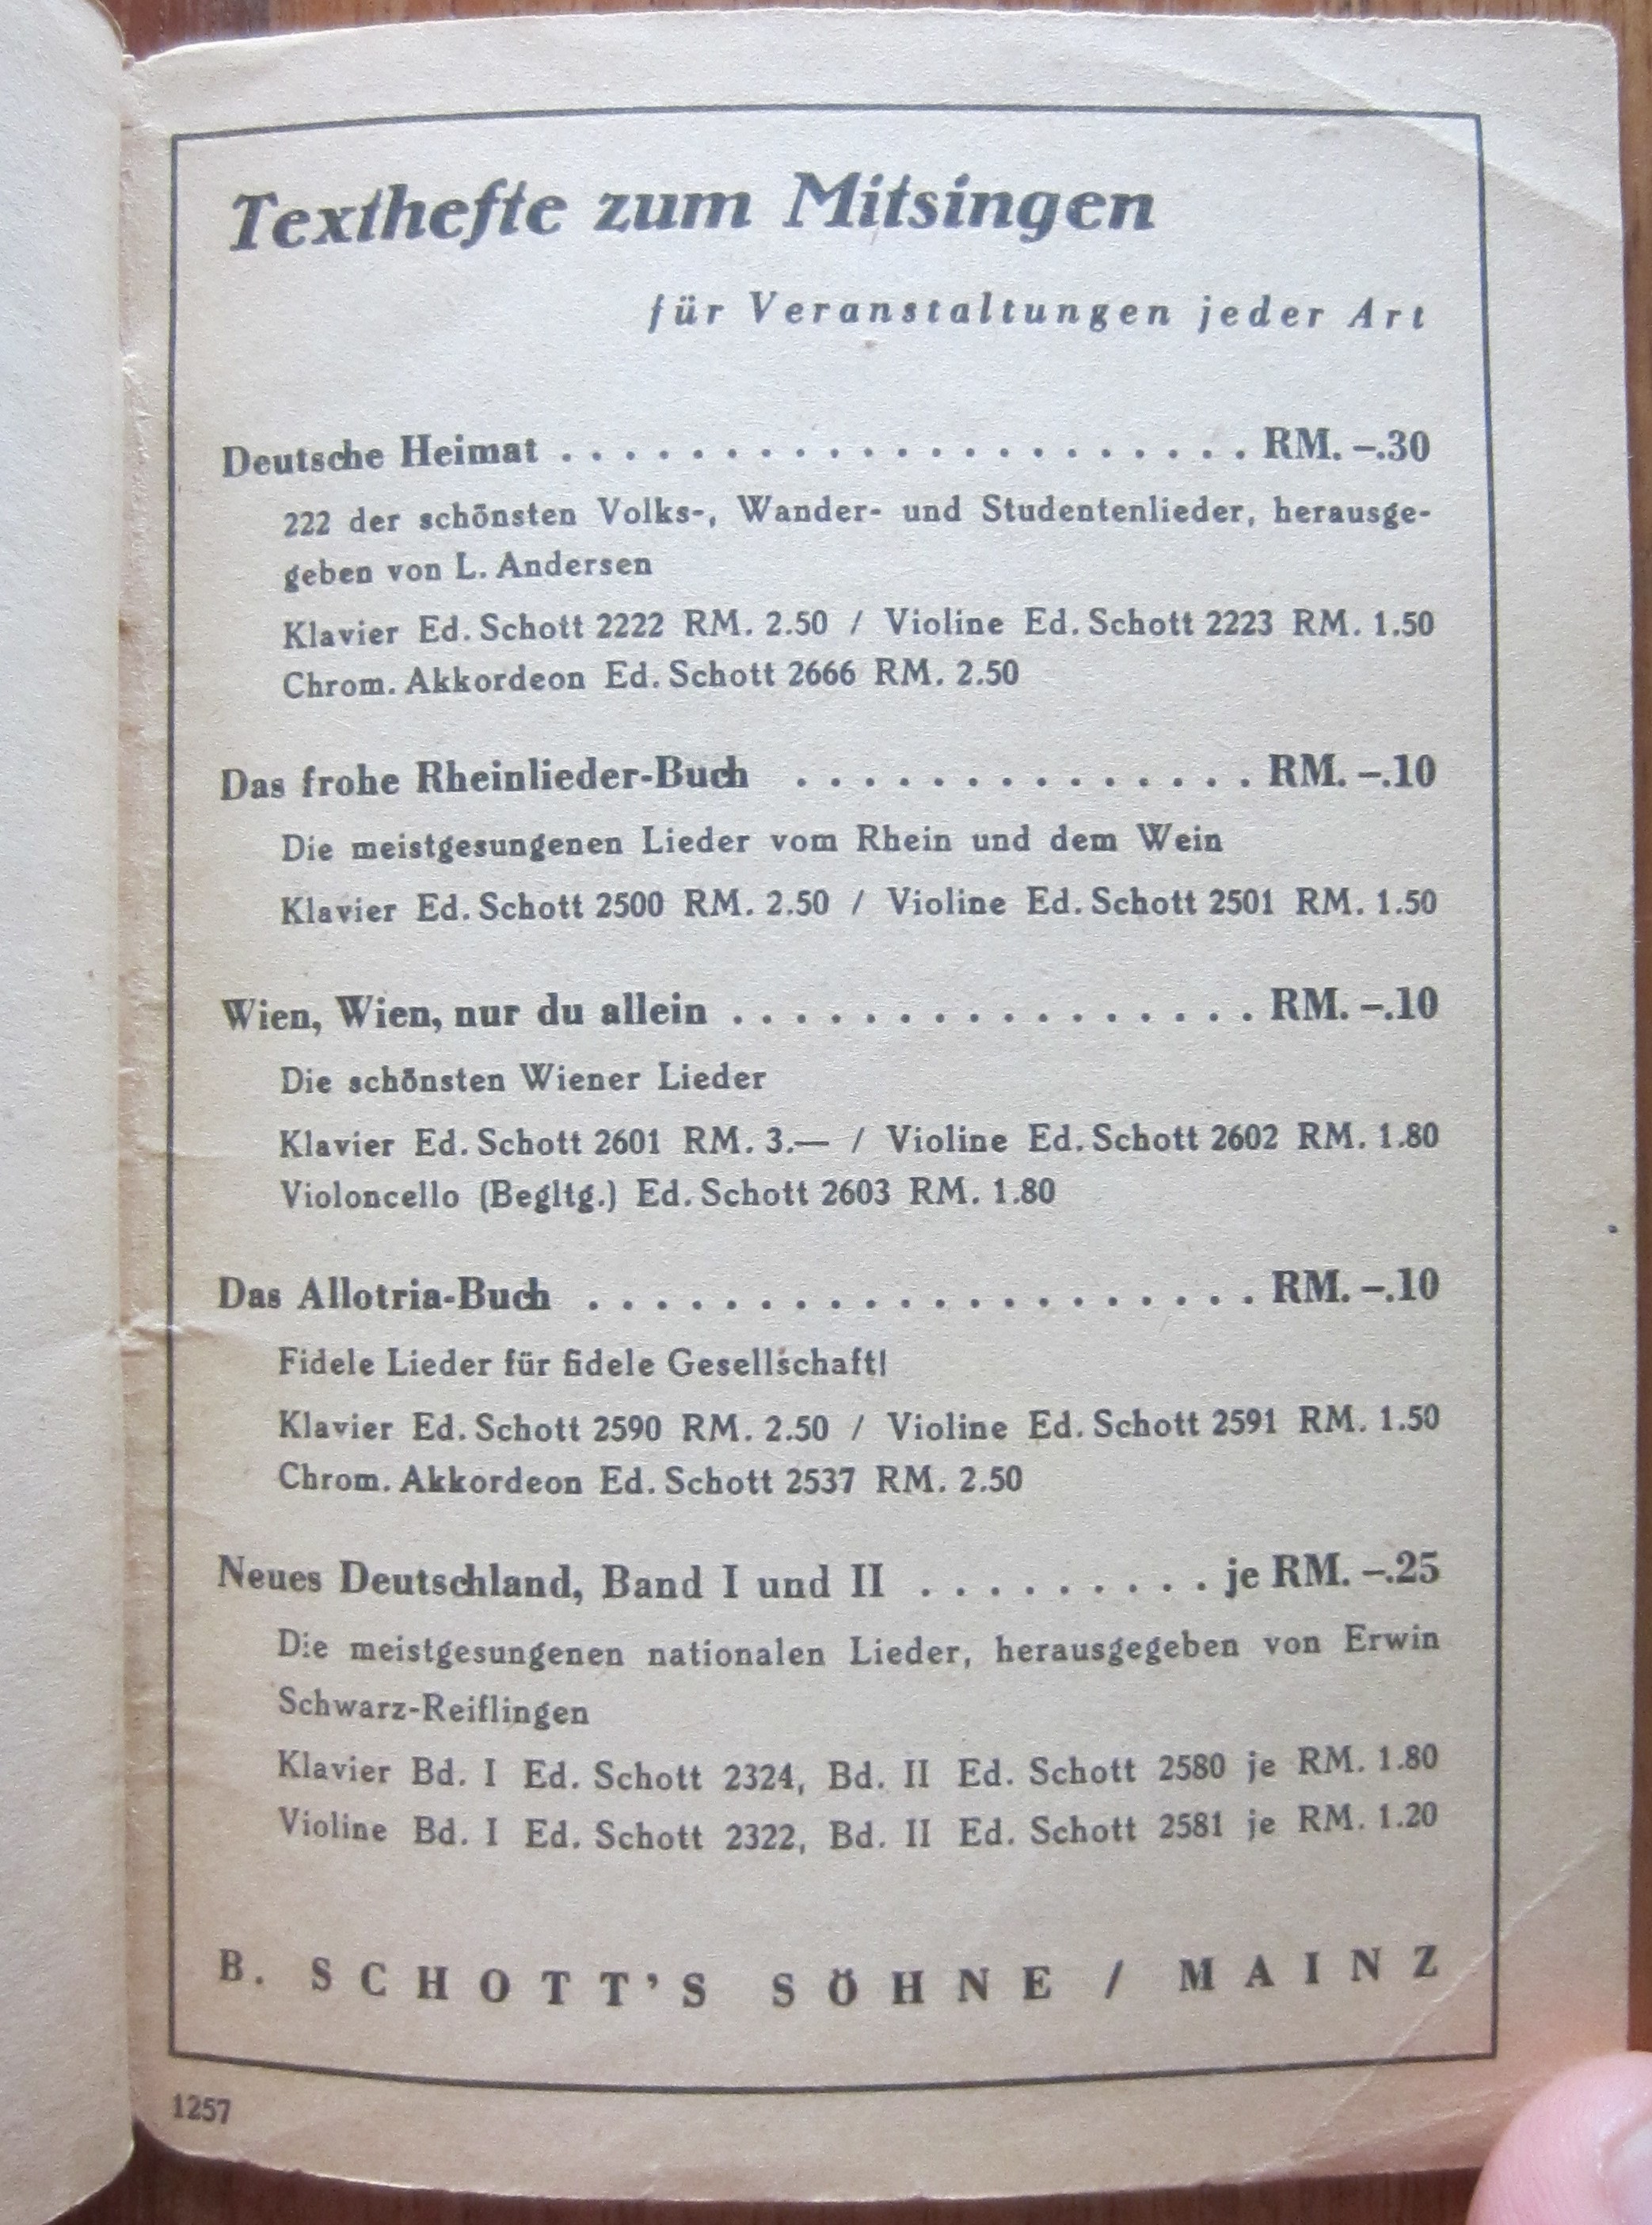 Texthefte zum Mitsingen
für Veranstaltungen jeder Art
Deutsche Heimat . . . . . . . . . . . . . . . . . . . . . RM. –.30
222 der schönsten Volks-, Wander- und Studentenlieder, herausge-
geben von L. Andersen
Klavier Ed. Schott 2222 RM. 2.50 / Violine Ed. Schott 2223 RM. 1.50
Chrom. Akkordeon Ed. Schott 2666 RM. 2.50
Das frohe Rheinlieder-Buch . . . . . . . . . . . . . . RM. –.10
Die meistgesungenen Lieder vom Rhein und dem Wein
Klavier Ed. Schott 2500 RM. 2.50 / Violine Ed. Schott 2501 RM. 1.50
Wien, Wien, nur du allein . . . . . . . . . . . . . . . . RM. –.10
Die schönsten Wiener Lieder
Klavier Ed. Schott 2601 RM. 3.— / Violine Ed. Schott 2602 RM. 1.80
Violoncello (Begltg.) Ed. Schott 2603 RM. 1.80
Das Allotria-Buch . . . . . . . . . . . . . . . . . . . . RM. –.10
Fidele Lieder für fidele Gesellschaft!
Klavier Ed. Schott 2590 RM. 2.50 / Violine Ed. Schott 2591 RM. 1.50
Chrom. Akkordeon Ed. Schott 2537 RM. 2.50
Neues Deutschland, Band I und II . . . . . . . . . je RM. –.25
Die meistgesungenen nationalen Lieder, herausgegeben von Erwin
Schwarz-Reiflingen
Klavier Bd. I Ed. Schott 2324, Bd. II Ed. Schott 2580 je RM. 1.80
Violine Bd. I Ed. Schott 2322, Bd. II Ed. Schott 2581 je RM. 1.20
B. SCHOTT'S SÖHNE / MAINZ
1257